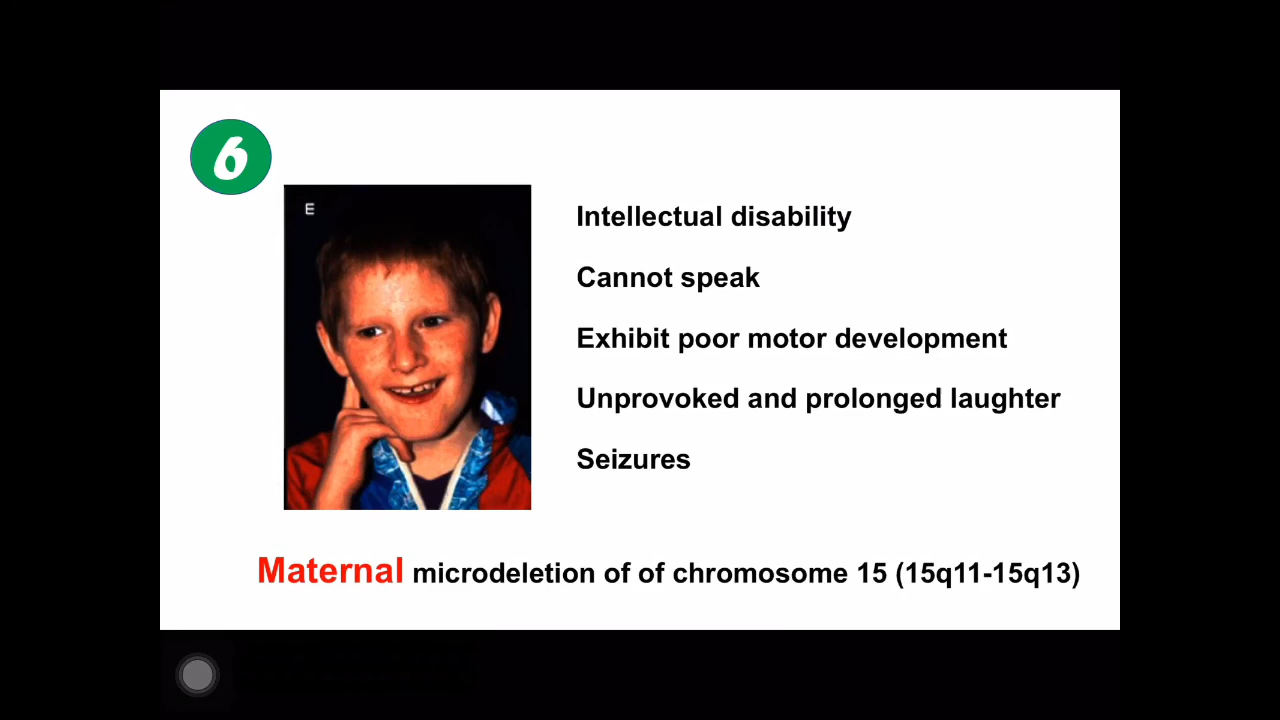 6
E
Intellectual disability
Cannot speak
Exhibit poor motor development
Unprovoked and prolonged laughter
Seizures
Maternal microdeletion of of chromosome 15 (15q11-15q13)